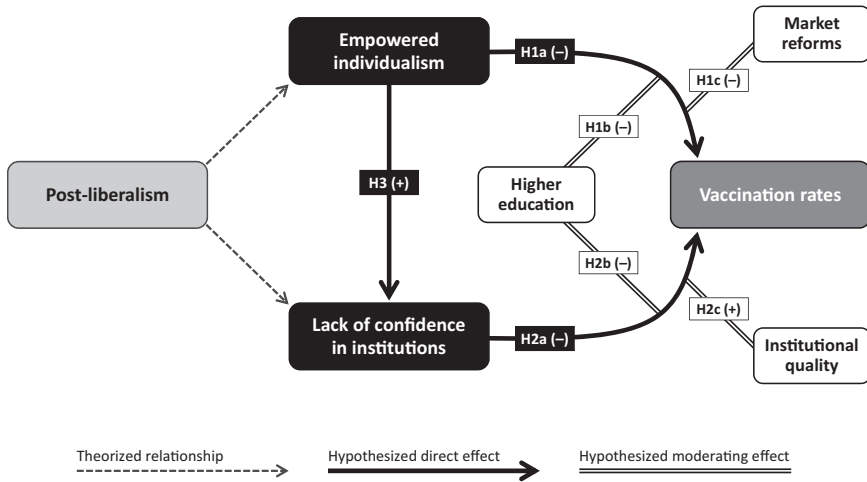 Market
reforms
Empowered
individualism
H1a (–)
H1c (–)
H1b (–)
Post-liberalism
H3 (+)
Higher
education
Vaccination rates
H2b (–)
H2c (+)
Lack of confidence
in institutions
H2a (–)
Institutional
quality
Theorized relationship
Hypothesized direct effect
Hypothesized moderating effect